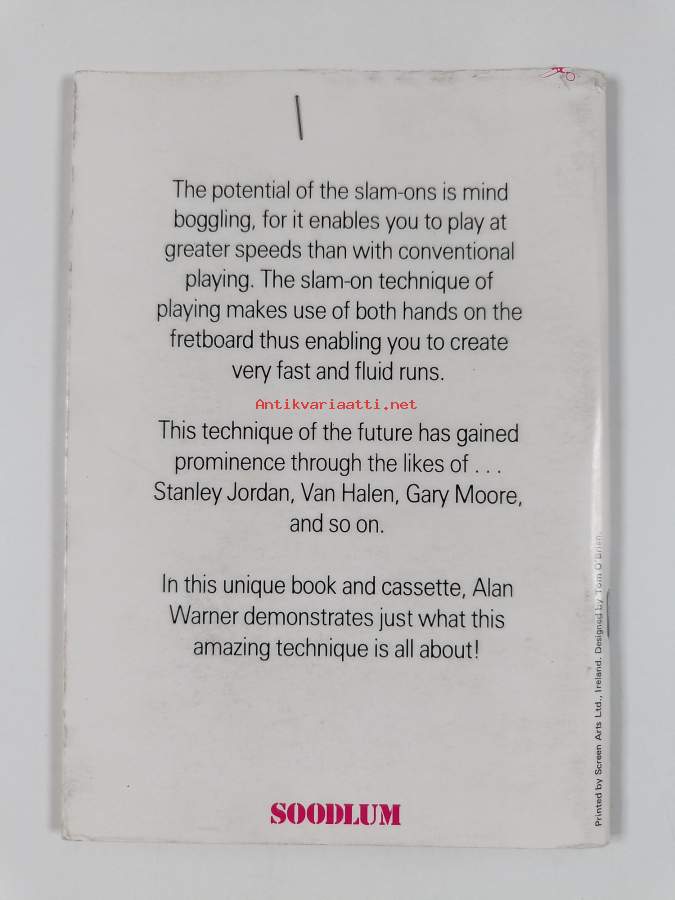 The potential of the slam-ons is mind
boggling, for it enables you to play at
greater speeds than with conventional
playing. The slam-on technique of
playing makes use of both hands on the
fretboard thus enabling you to create
very fast and fluid runs.
Antikvariaatti.net
This technique of the future has gained
prominence through the likes of . . .
Stanley Jordan, Van Halen, Gary Moore,
and so on.
In this unique book and cassette, Alan
Warner demonstrates just what this
amazing technique is all about!
SOODLUM
Printed by Screen Arts Ltd., Ireland. Designed by Tom O'Brien.